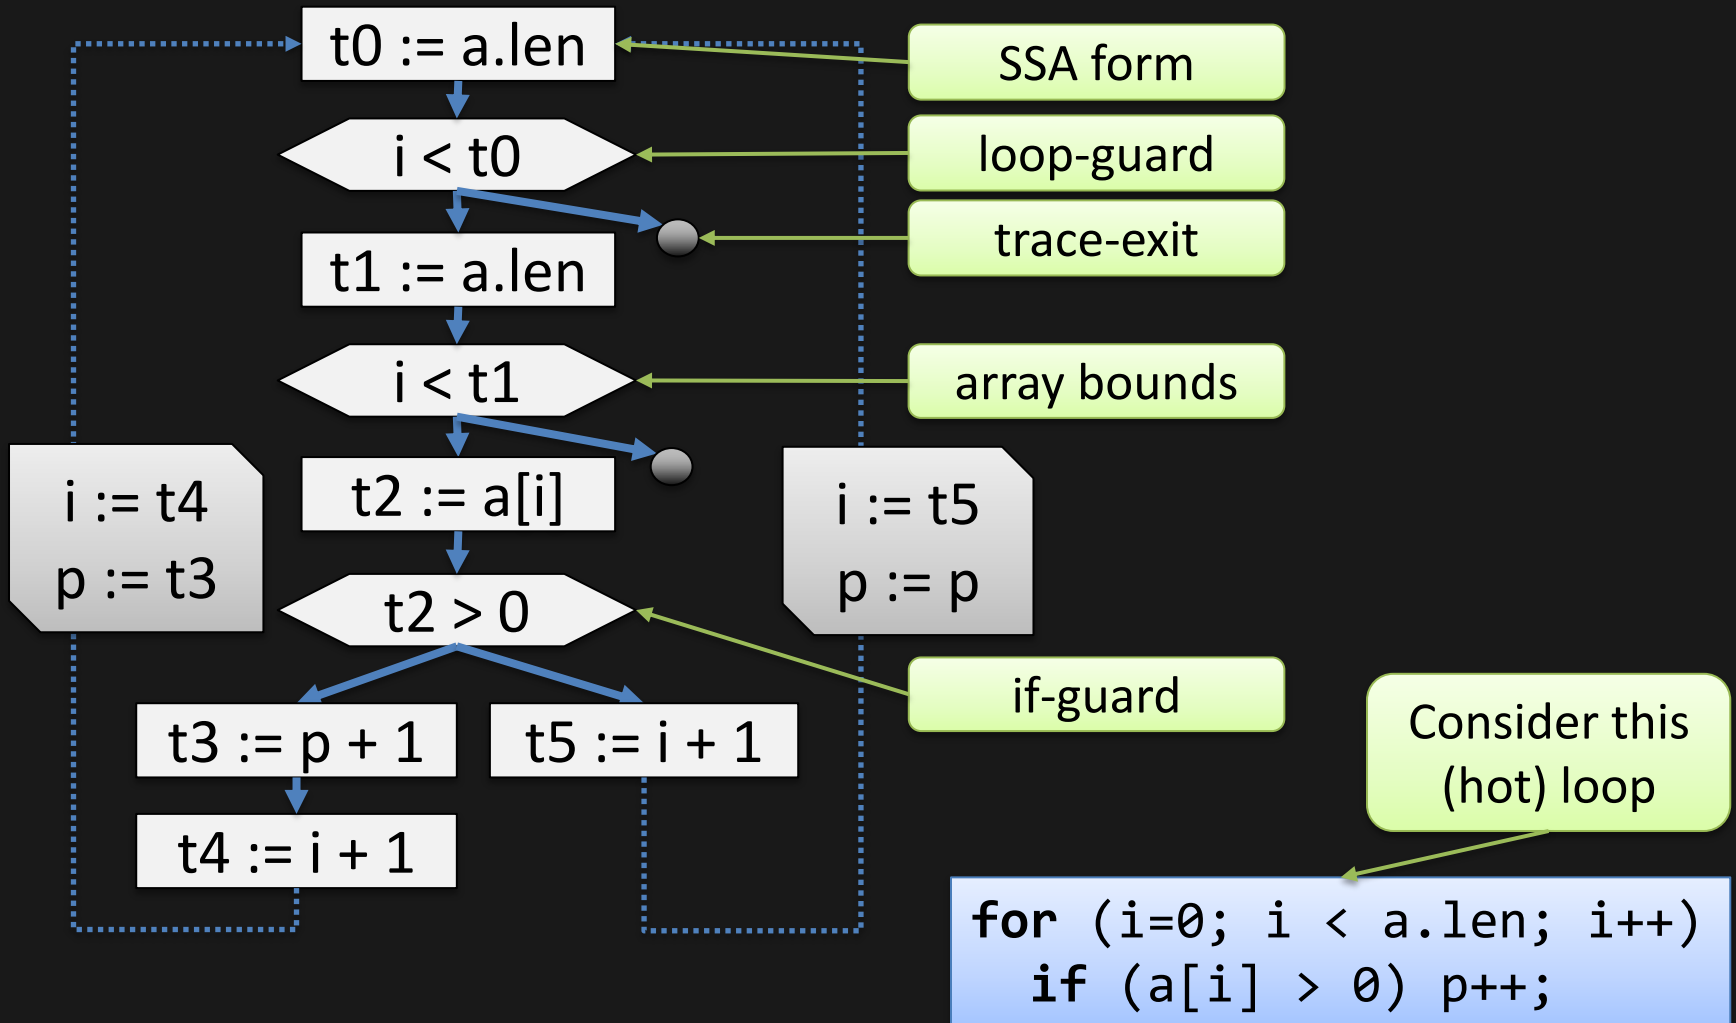 t0 := a.len
SSA form
i < t0
loop-guard
trace-exit
t1 := a.len
i < t1
array bounds
i := t4
p := t3
t2 := a[i]
i := t5
p := p
t2 > 0
if-guard
t3 := p + 1
t5 := i + 1
t4 := i + 1
Consider this
(hot) loop
for (i=0; i < a.len; i++)
if (a[i] > 0) p++;